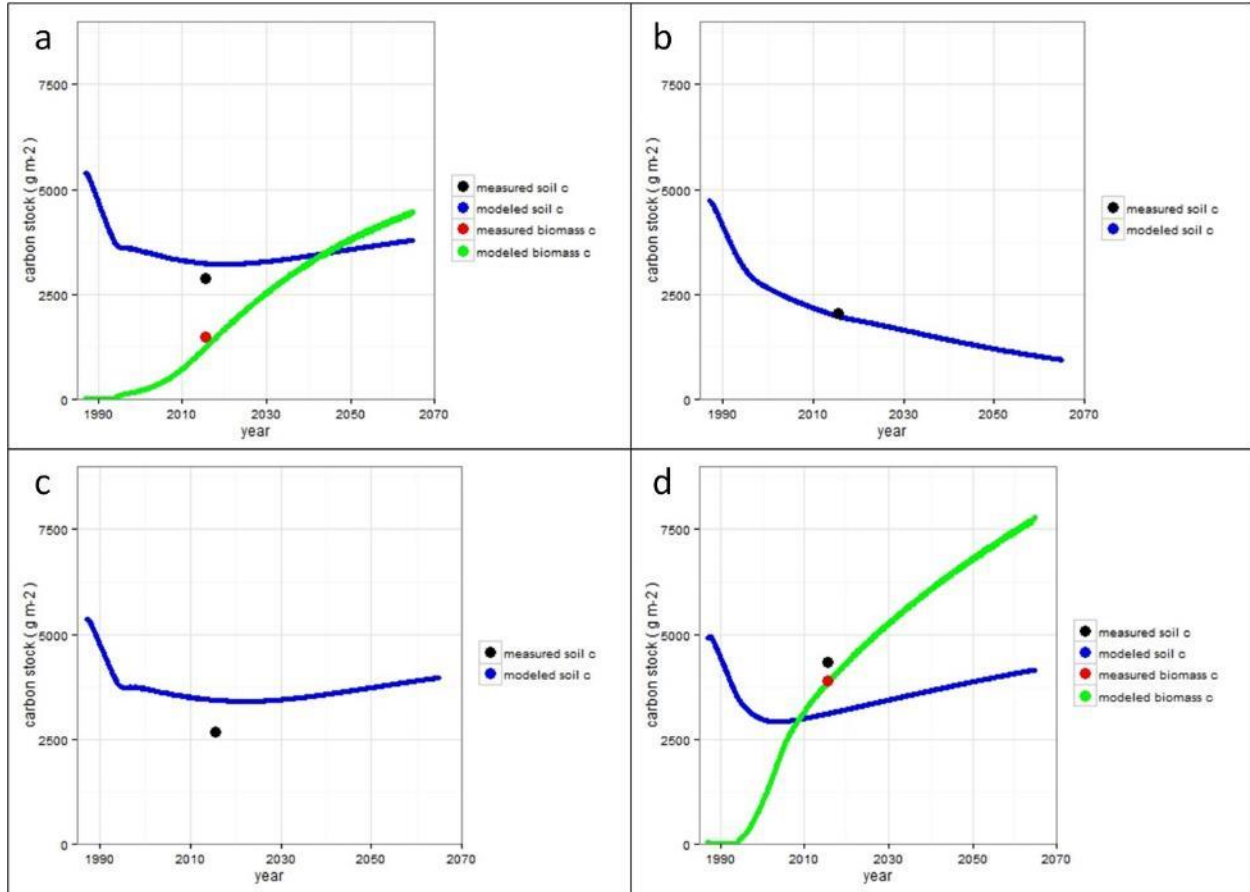 a
carbon stock ( g m-2 )
7500
5000
2500
0
1990 2010 2030 2050 2070
year
measured soil c
modeled soil c
measured biomass c
modeled biomass c
b
carbon stock ( g m-2 )
7500
5000
2500
0
1990 2010 2030 2050 2070
year
measured soil c
modeled soil c
c
carbon stock ( g m-2 )
7500
5000
2500
0
1990 2010 2030 2050 2070
year
measured soil c
modeled soil c
d
carbon stock ( g m-2 )
7500
5000
2500
0
1990 2010 2030 2050 2070
year
measured soil c
modeled soil c
measured biomass c
modeled biomass c